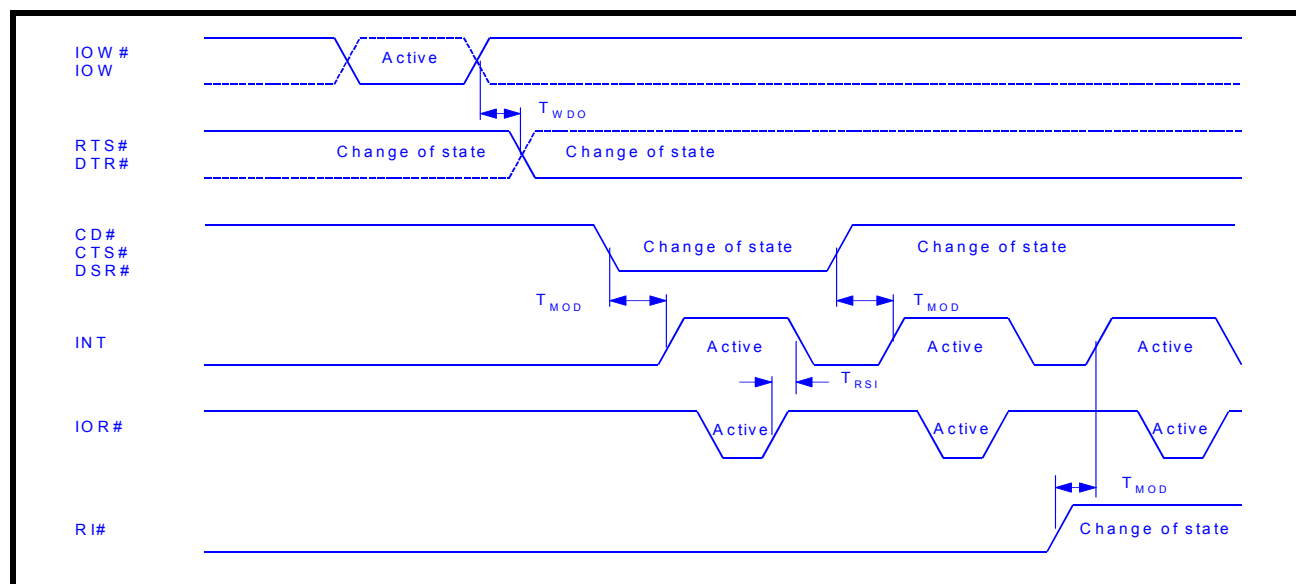 IOW#
IOW
Active
TWDO
RTS#
DTR#
Change of state
Change of state
CD#
CTS#
DSR#
Change of state
Change of state
TMOD
TMOD
INT
Active
Active
Active
TRSI
IOR#
Active
Active
Active
TMOD
RI#
Change of state